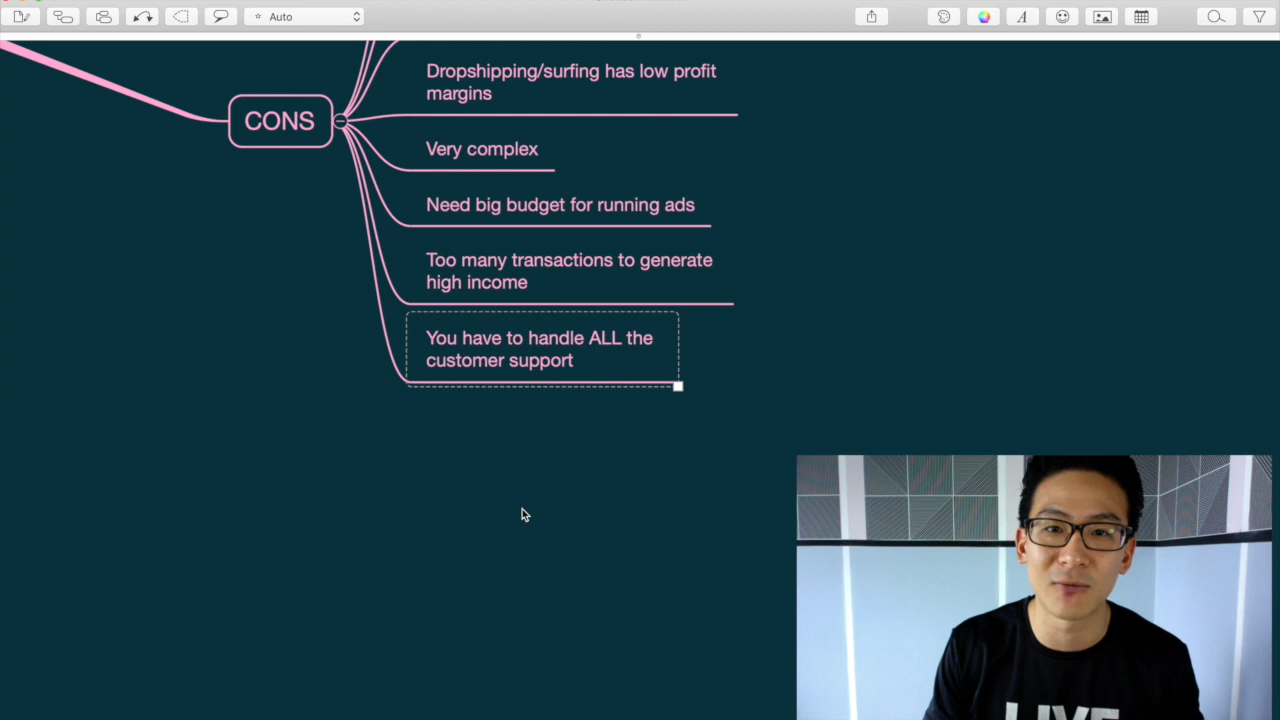 Auto
Dropshipping/surfing has low profit
margins
CONS
Very complex
Need big budget for running ads
Too many transactions to generate
high income
You have to handle ALL the
customer support
LIVE